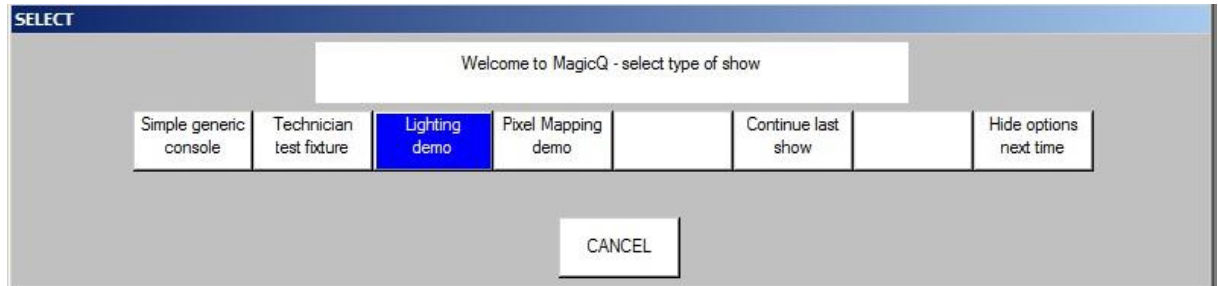 SELECT
Welcome to MagicQ - select type of show
Simple generic
console
Technician
test fixture
Lighting
demo
Pixel Mapping
demo
Continue last
show
Hide options
next time
CANCEL